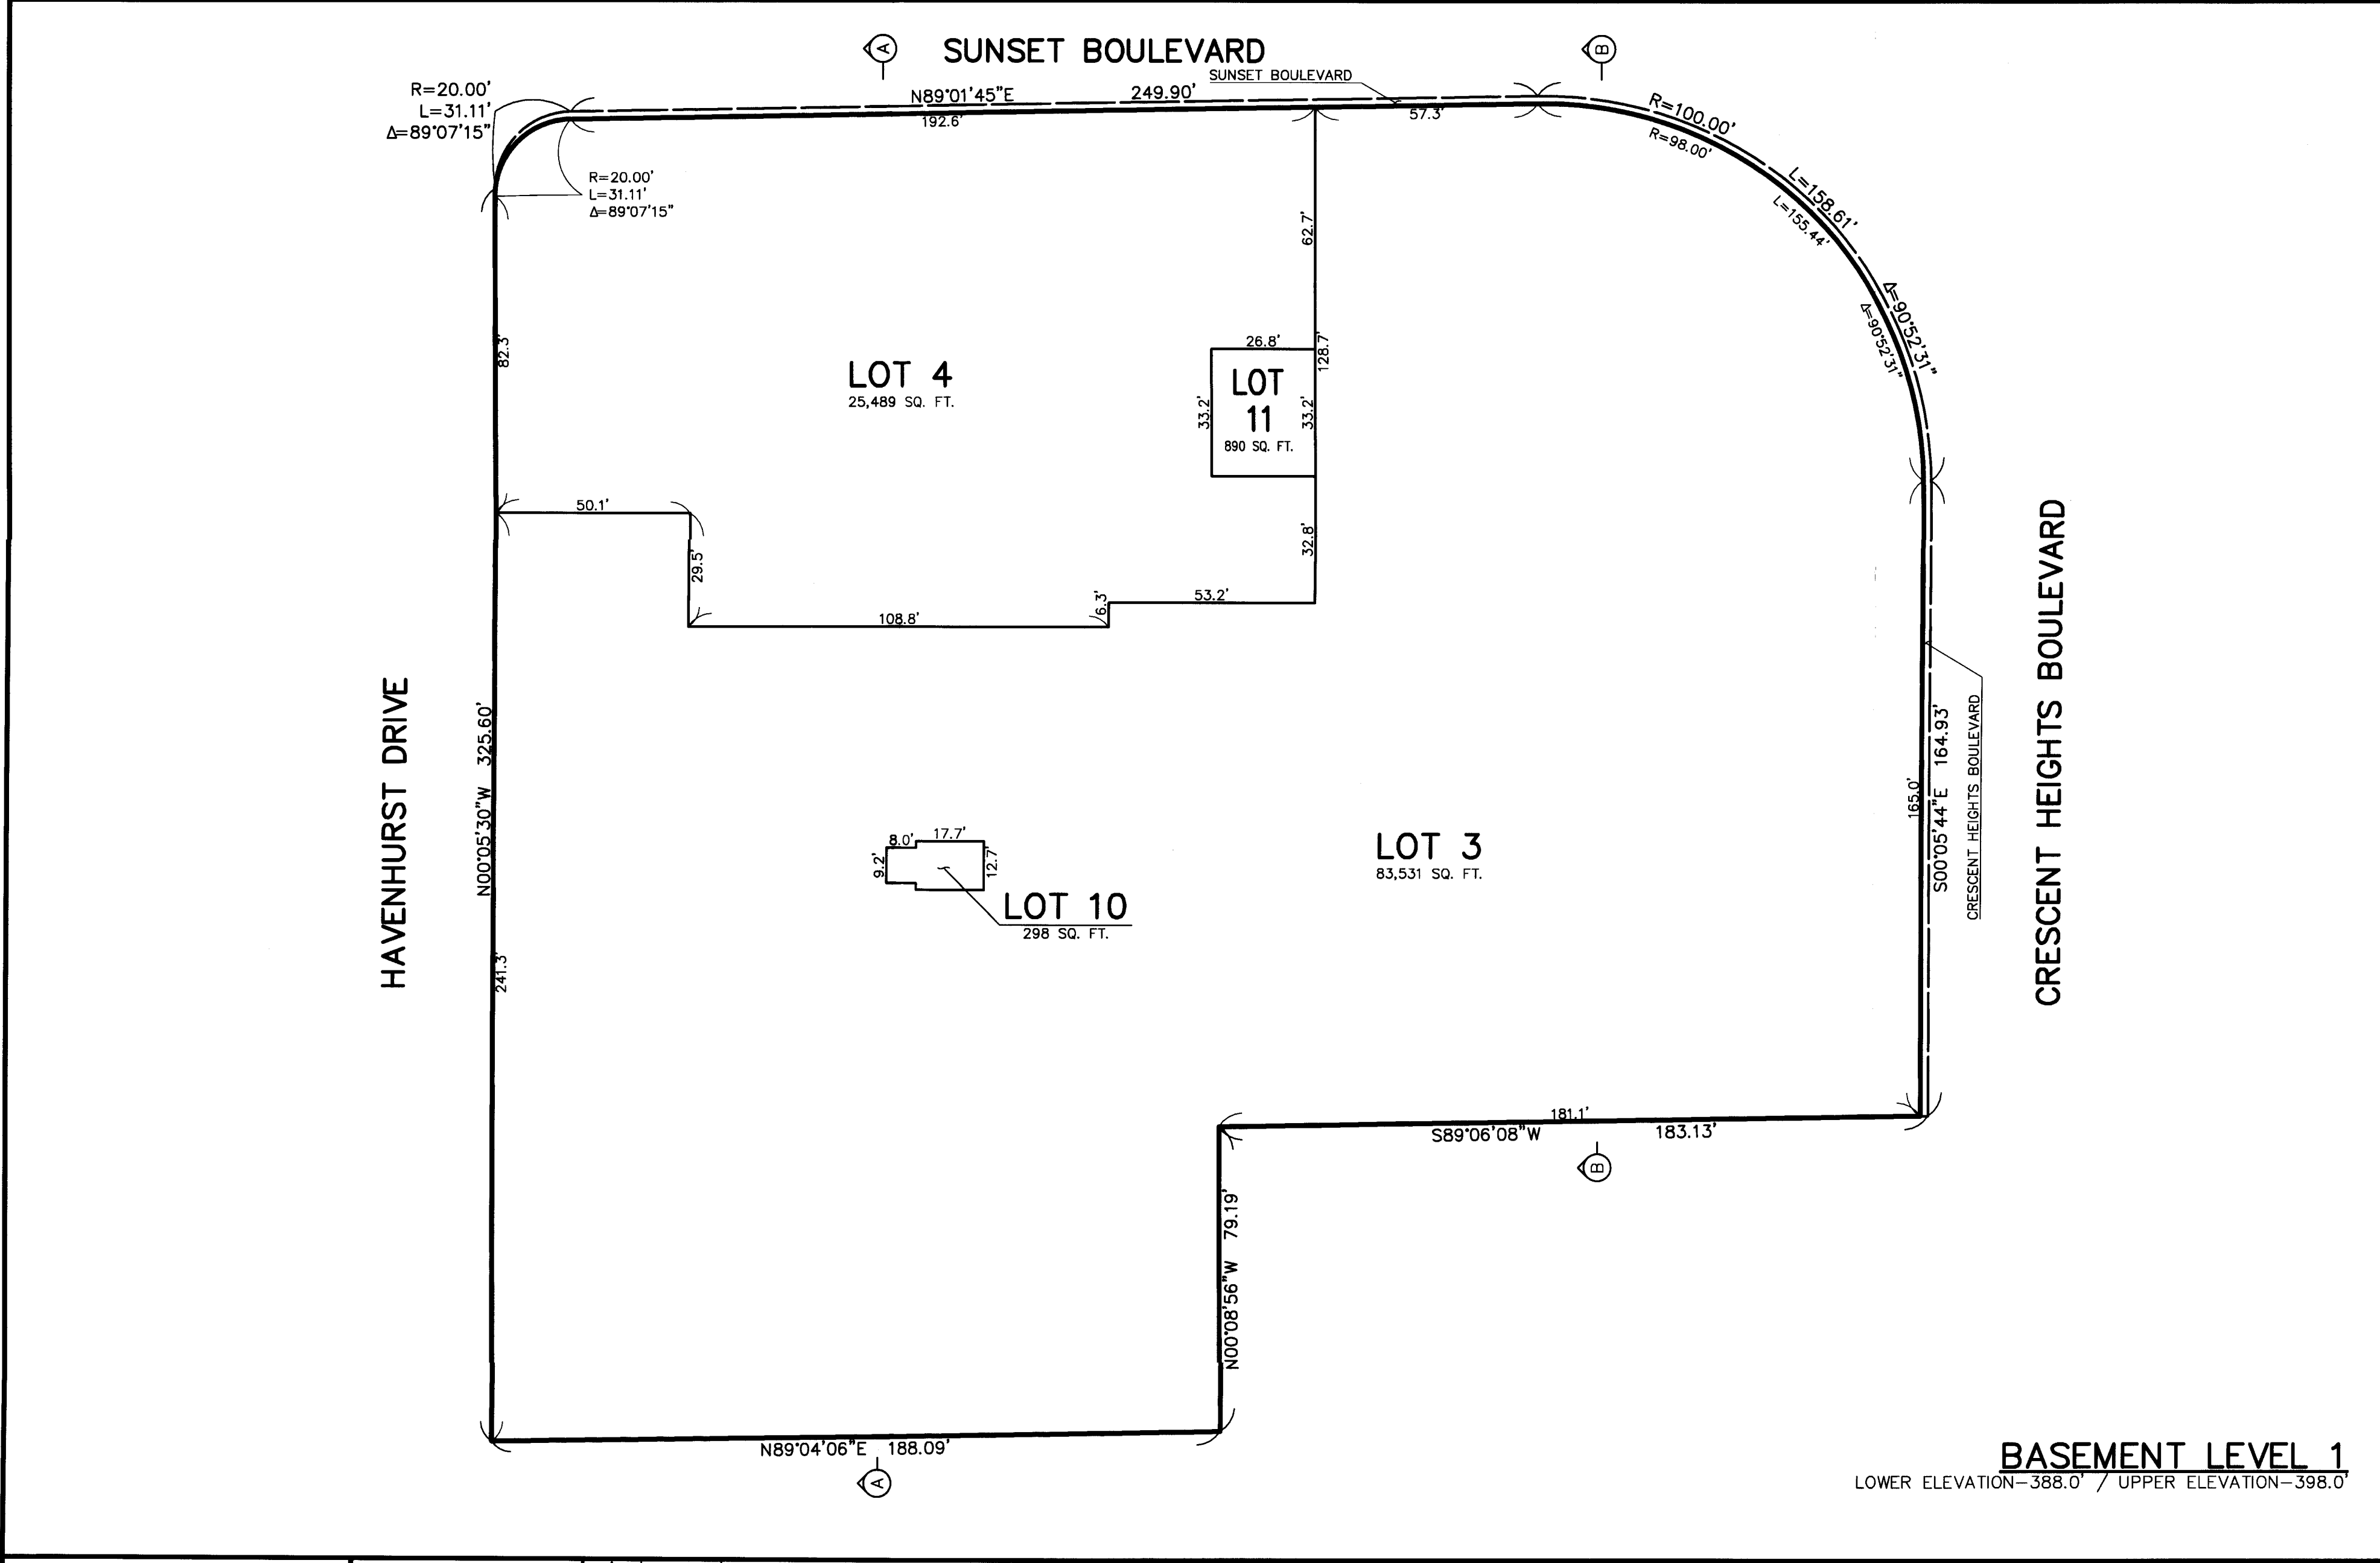 A
SUNSET BOULEVARD
B
SUNSET BOULEVARD
R=20.00'
L=31.11'
Δ=89°07'15"
N89°01'45"E 249.90'
192.6'
57.3'
R=100.00'
R=98.00'
R=20.00'
L=31.11'
Δ=89°07'15"
L=158.61'
L=155.44'
62.7'
Δ=90°52'31"
Δ=90°52'31"
82.3'
26.8'
128.7'
LOT 4
25,489 SQ. FT.
33.2'
LOT
11
890 SQ. FT.
33.2'
50.1'
29.5'
32.8'
108.8'
6.3'
53.2'
HAVENHURST DRIVE
N00°05'30"W 325.60'
241.3'
8.0'
17.7'
9.2'
12.7'
LOT 10
298 SQ. FT.
LOT 3
83,531 SQ. FT.
165.0'
S00°05'44"E 164.93'
CRESCENT HEIGHTS BOULEVARD
CRESCENT HEIGHTS BOULEVARD
181.1'
S89°06'08"W 183.13'
B
N00°08'56"W 79.19'
N89°04'06"E 188.09'
A
BASEMENT LEVEL 1
LOWER ELEVATION-388.0' / UPPER ELEVATION-398.0'